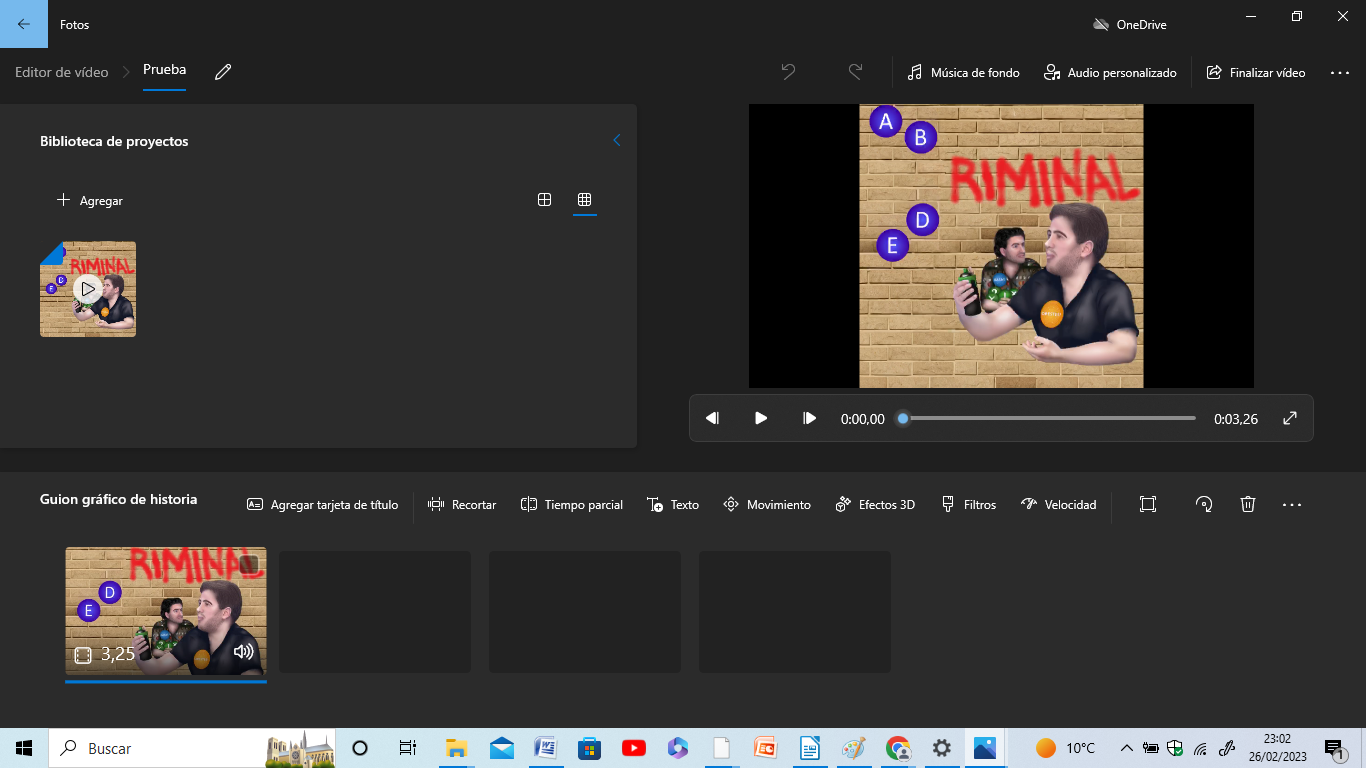 Fotos
OneDrive
Editor de vídeo
Prueba
Música de fondo
Audio personalizado
Finalizar vídeo
Biblioteca de proyectos
Agregar
RIMINAL
E
D
A
B
RIMINAL
D
E
0:00,00
0:03,26
Guion gráfico de historia
Agregar tarjeta de título
Recortar
Tiempo parcial
Texto
Movimiento
Efectos 3D
Filtros
Velocidad
RIMINAL
D
E
3,25
Buscar
10°C
23:02
26/02/2023
1